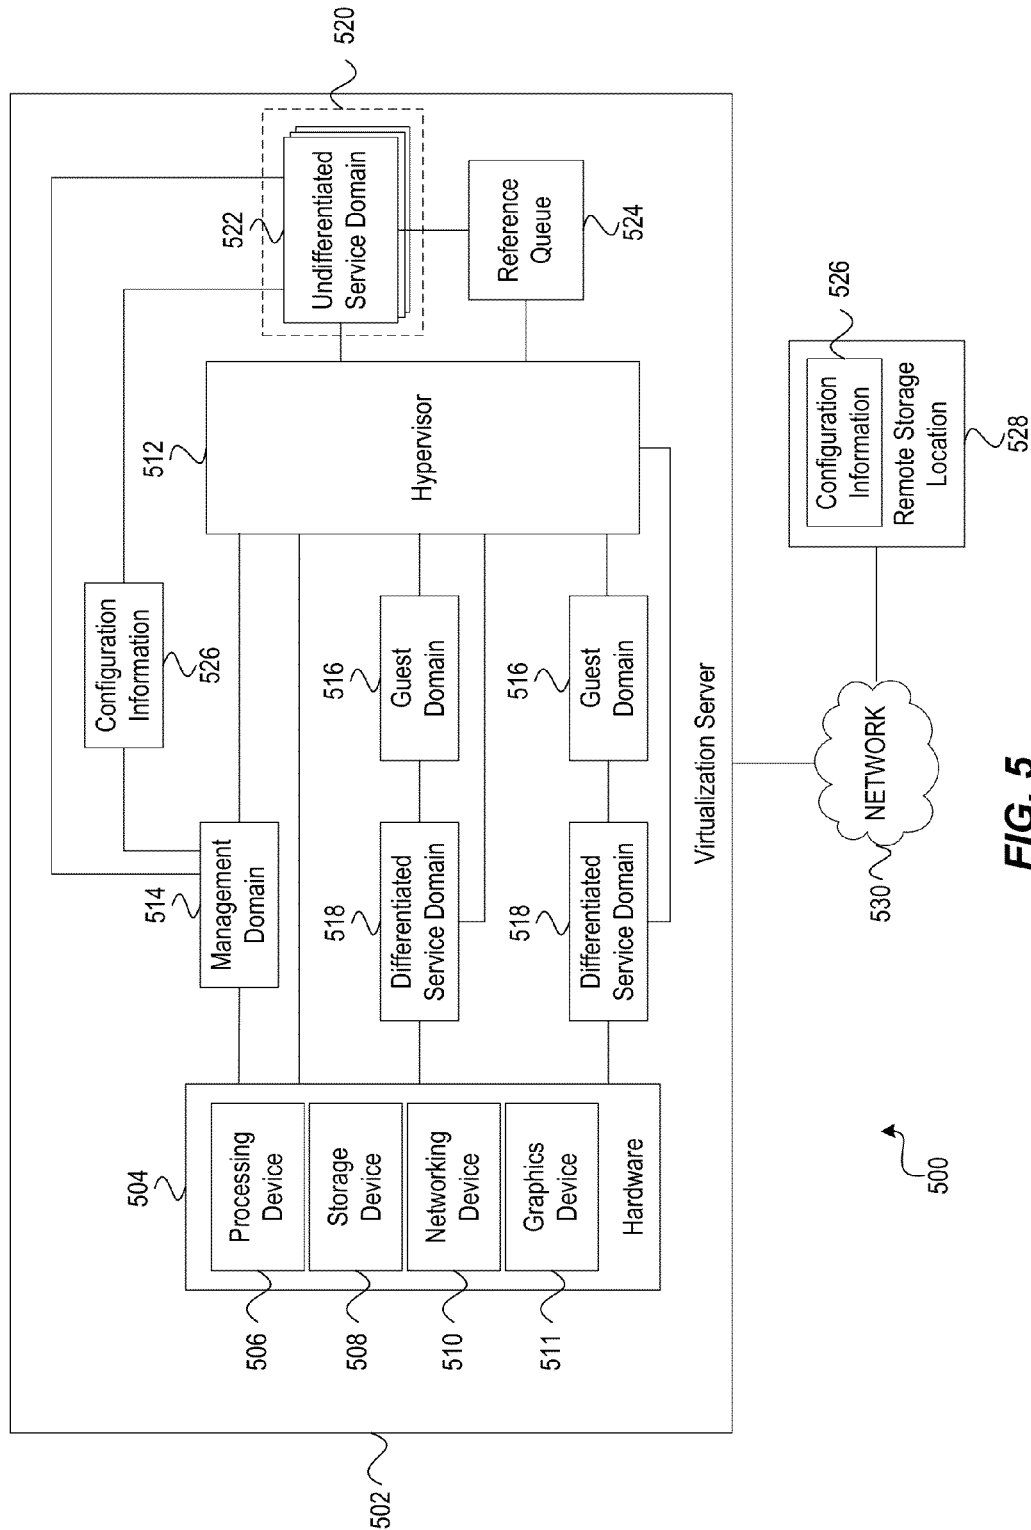 520
522
Undifferentiated
Service Domain
Reference
Queue
524
512
Hypervisor
Configuration
Information
526
514
Management
Domain
516
Guest
Domain
516
Guest
Domain
518
Differentiated
Service Domain
518
Differentiated
Service Domain
504
Processing
Device
Storage
Device
Networking
Device
Graphics
Device
Hardware
506
508
510
511
502
Virtualization Server
526
Configuration
Information
Remote Storage
Location
528
NETWORK
530
500
FIG. 5